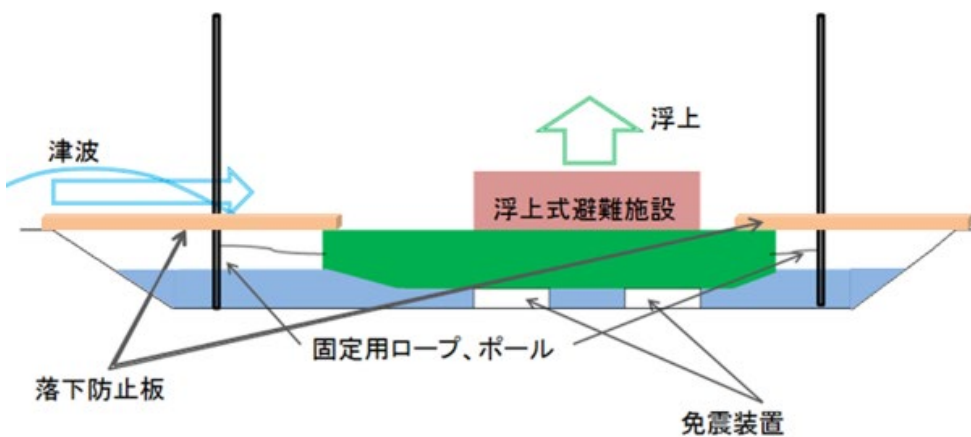 浮上
津波
浮上式避難施設
固定用ロープ、ポール
落下防止板
免震装置